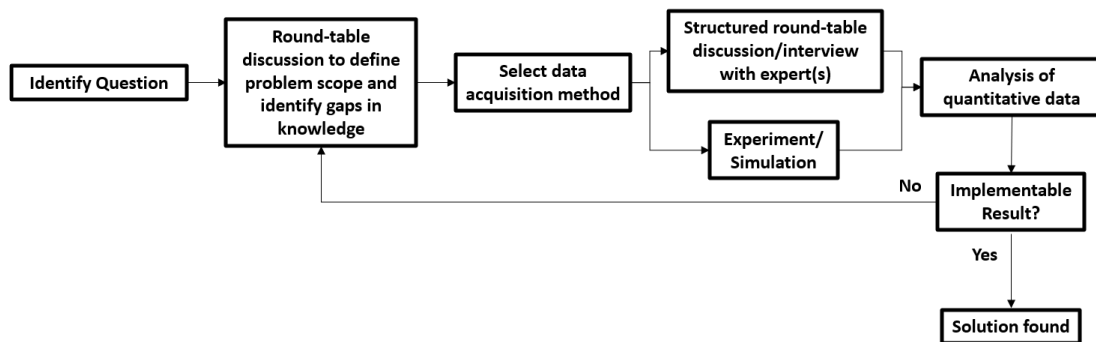 Identify Question
Round-table
discussion to define
problem scope and
identify gaps in
knowledge
Select data
acquisition method
Structured round-table
discussion/interview
with expert(s)
Experiment/
Simulation
Analysis of
quantitative data
Implementable
Result?
No
Yes
Solution found